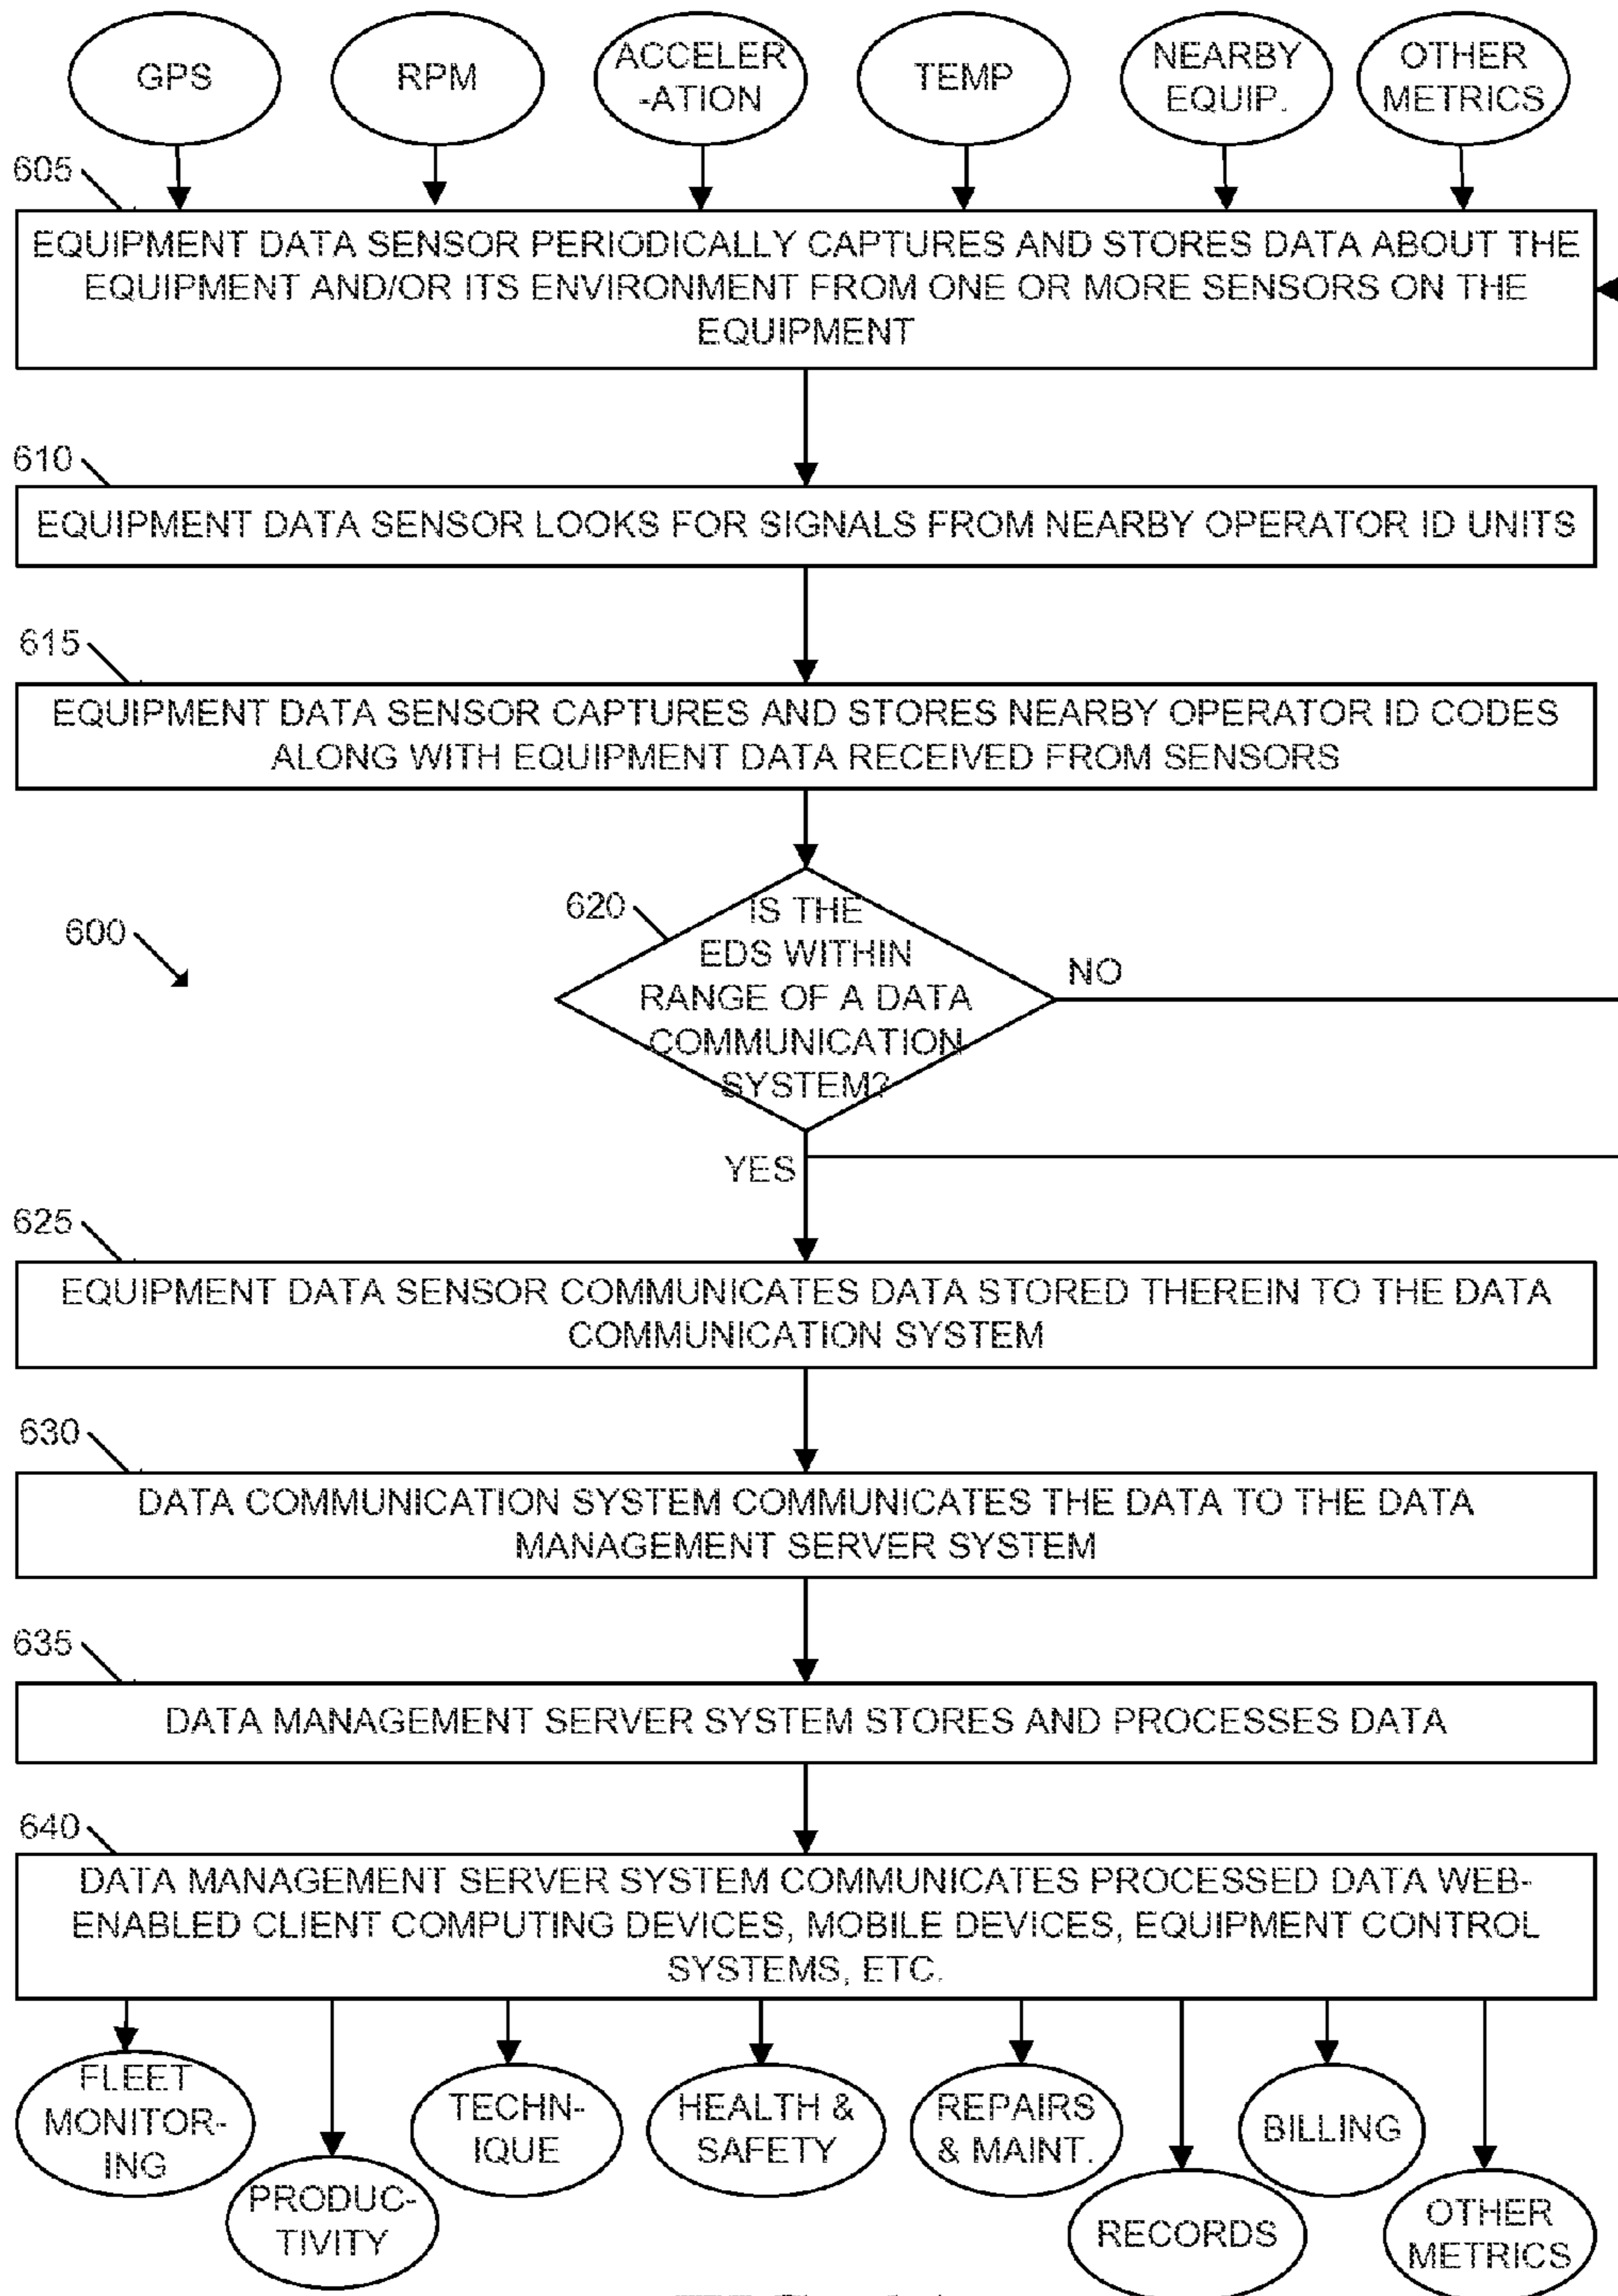 GPS
RPM
ACCELER
-ATION
TEMP
NEARBY
EQUIP.
OTHER
METRICS
605
EQUIPMENT DATA SENSOR PERIODICALLY CAPTURES AND STORES DATA ABOUT THE
EQUIPMENT AND/OR ITS ENVIRONMENT FROM ONE OR MORE SENSORS ON THE
EQUIPMENT
610
EQUIPMENT DATA SENSOR LOOKS FOR SIGNALS FROM NEARBY OPERATOR ID UNITS
615
EQUIPMENT DATA SENSOR CAPTURES AND STORES NEARBY OPERATOR ID CODES
ALONG WITH EQUIPMENT DATA RECEIVED FROM SENSORS
600
620
IS THE
EDS WITHIN
RANGE OF A DATA
COMMUNICATION
SYSTEM?
NO
YES
625
EQUIPMENT DATA SENSOR COMMUNICATES DATA STORED THEREIN TO THE DATA
COMMUNICATION SYSTEM
630
DATA COMMUNICATION SYSTEM COMMUNICATES THE DATA TO THE DATA
MANAGEMENT SERVER SYSTEM
635
DATA MANAGEMENT SERVER SYSTEM STORES AND PROCESSES DATA
640
DATA MANAGEMENT SERVER SYSTEM COMMUNICATES PROCESSED DATA WEB-
ENABLED CLIENT COMPUTING DEVICES, MOBILE DEVICES, EQUIPMENT CONTROL
SYSTEMS, ETC.
FLEET
MONITOR-
ING
PRODUC-
TIVITY
TECHN-
IQUE
HEALTH &
SAFETY
REPAIRS
& MAINT.
RECORDS
BILLING
OTHER
METRICS